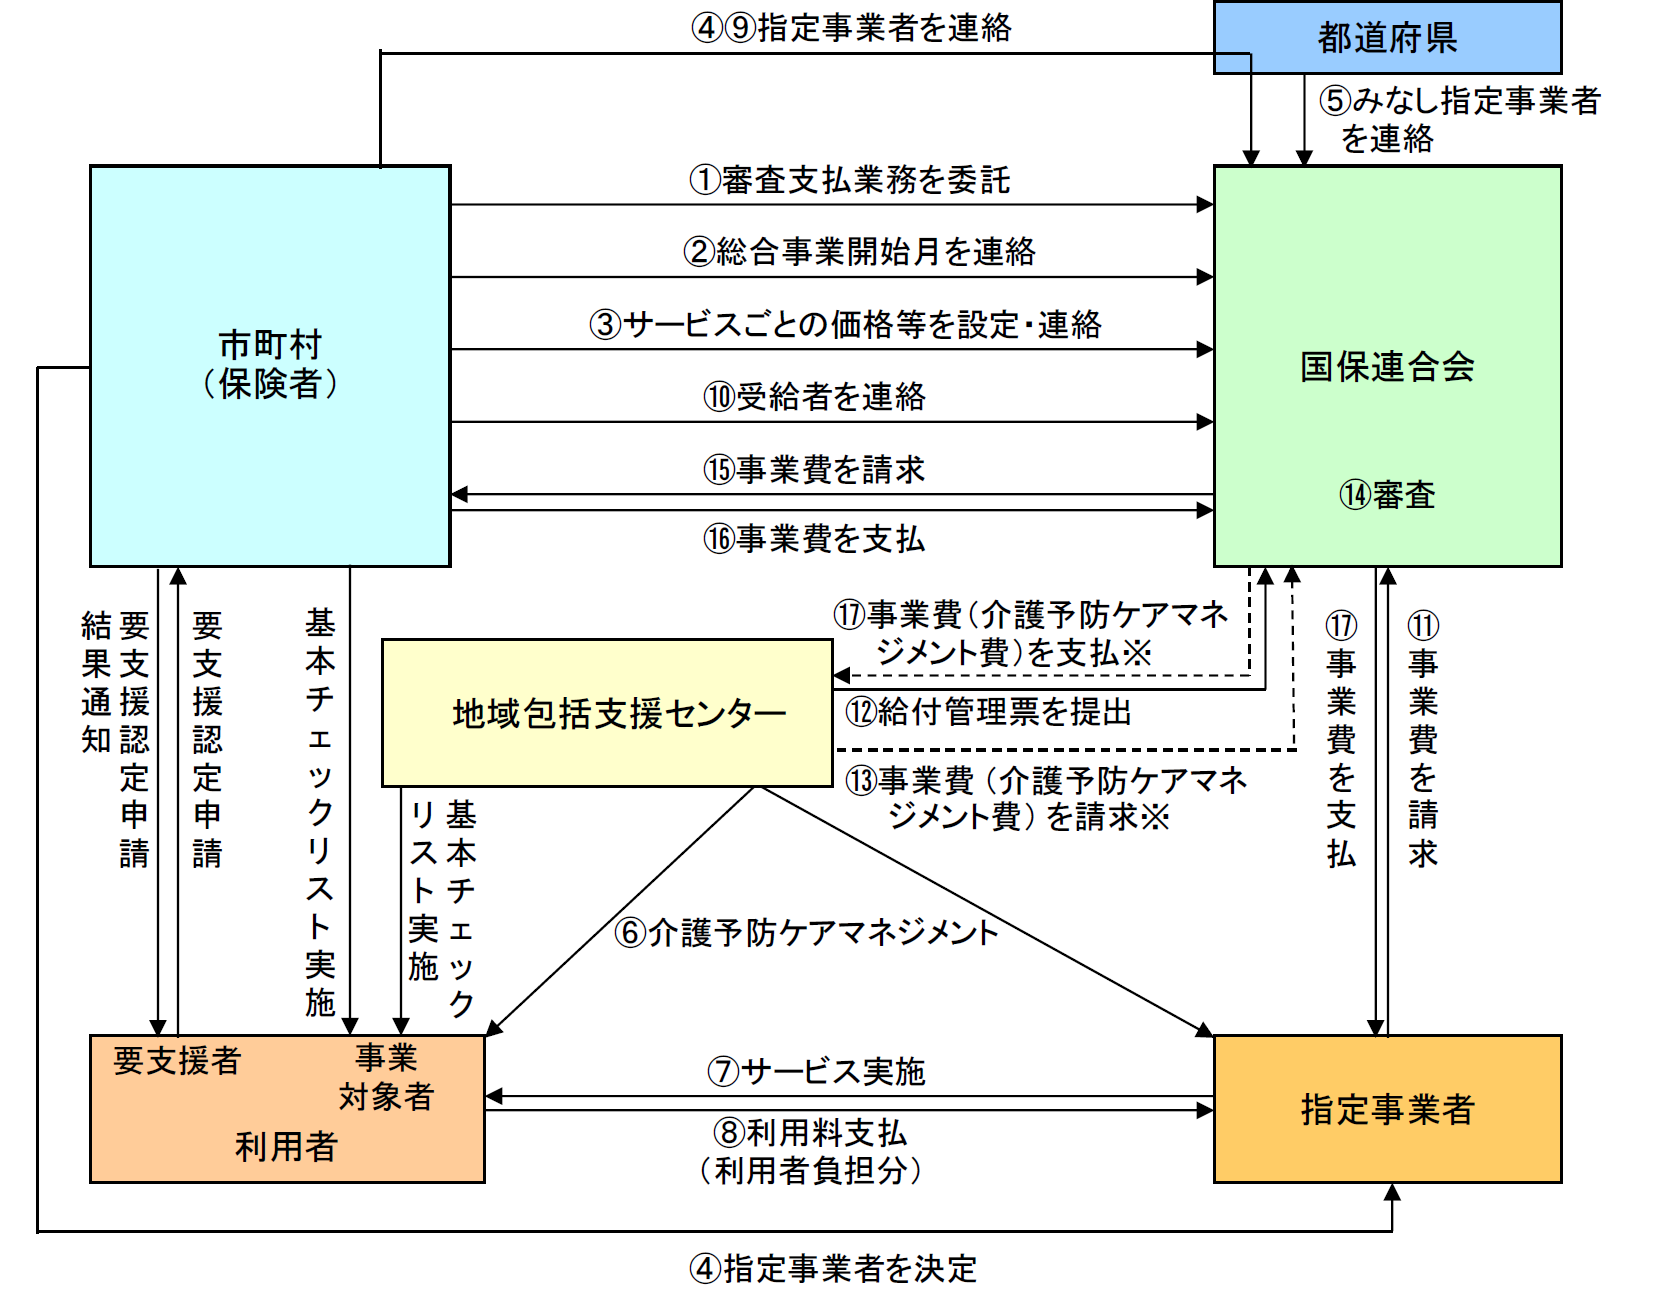 ④⑨指定事業者を連絡
都道府県
⑤みなし指定事業者
を連絡
①審査支払業務を委託
②総合事業開始月を連絡
③サービスごとの価格等を設定・連絡
市町村
（保険者）
国保連合会
⑩受給者を連絡
⑮事業費を請求
⑭審査
⑯事業費を支払
要支援認定申請
結果通知
要支援認定申請
基本チェックリスト実施
⑰事業費（介護予防ケアマネ
ジメント費）を支払※
地域包括支援センター
⑫給付管理票を提出
⑬事業費（介護予防ケアマネ
ジメント費）を請求※
⑰事業費を支払
⑪事業費を請求
基本チェック
リスト実施
⑥介護予防ケアマネジメント
要支援者
事業
対象者
利用者
⑦サービス実施
⑧利用料支払
（利用者負担分）
指定事業者
④指定事業者を決定